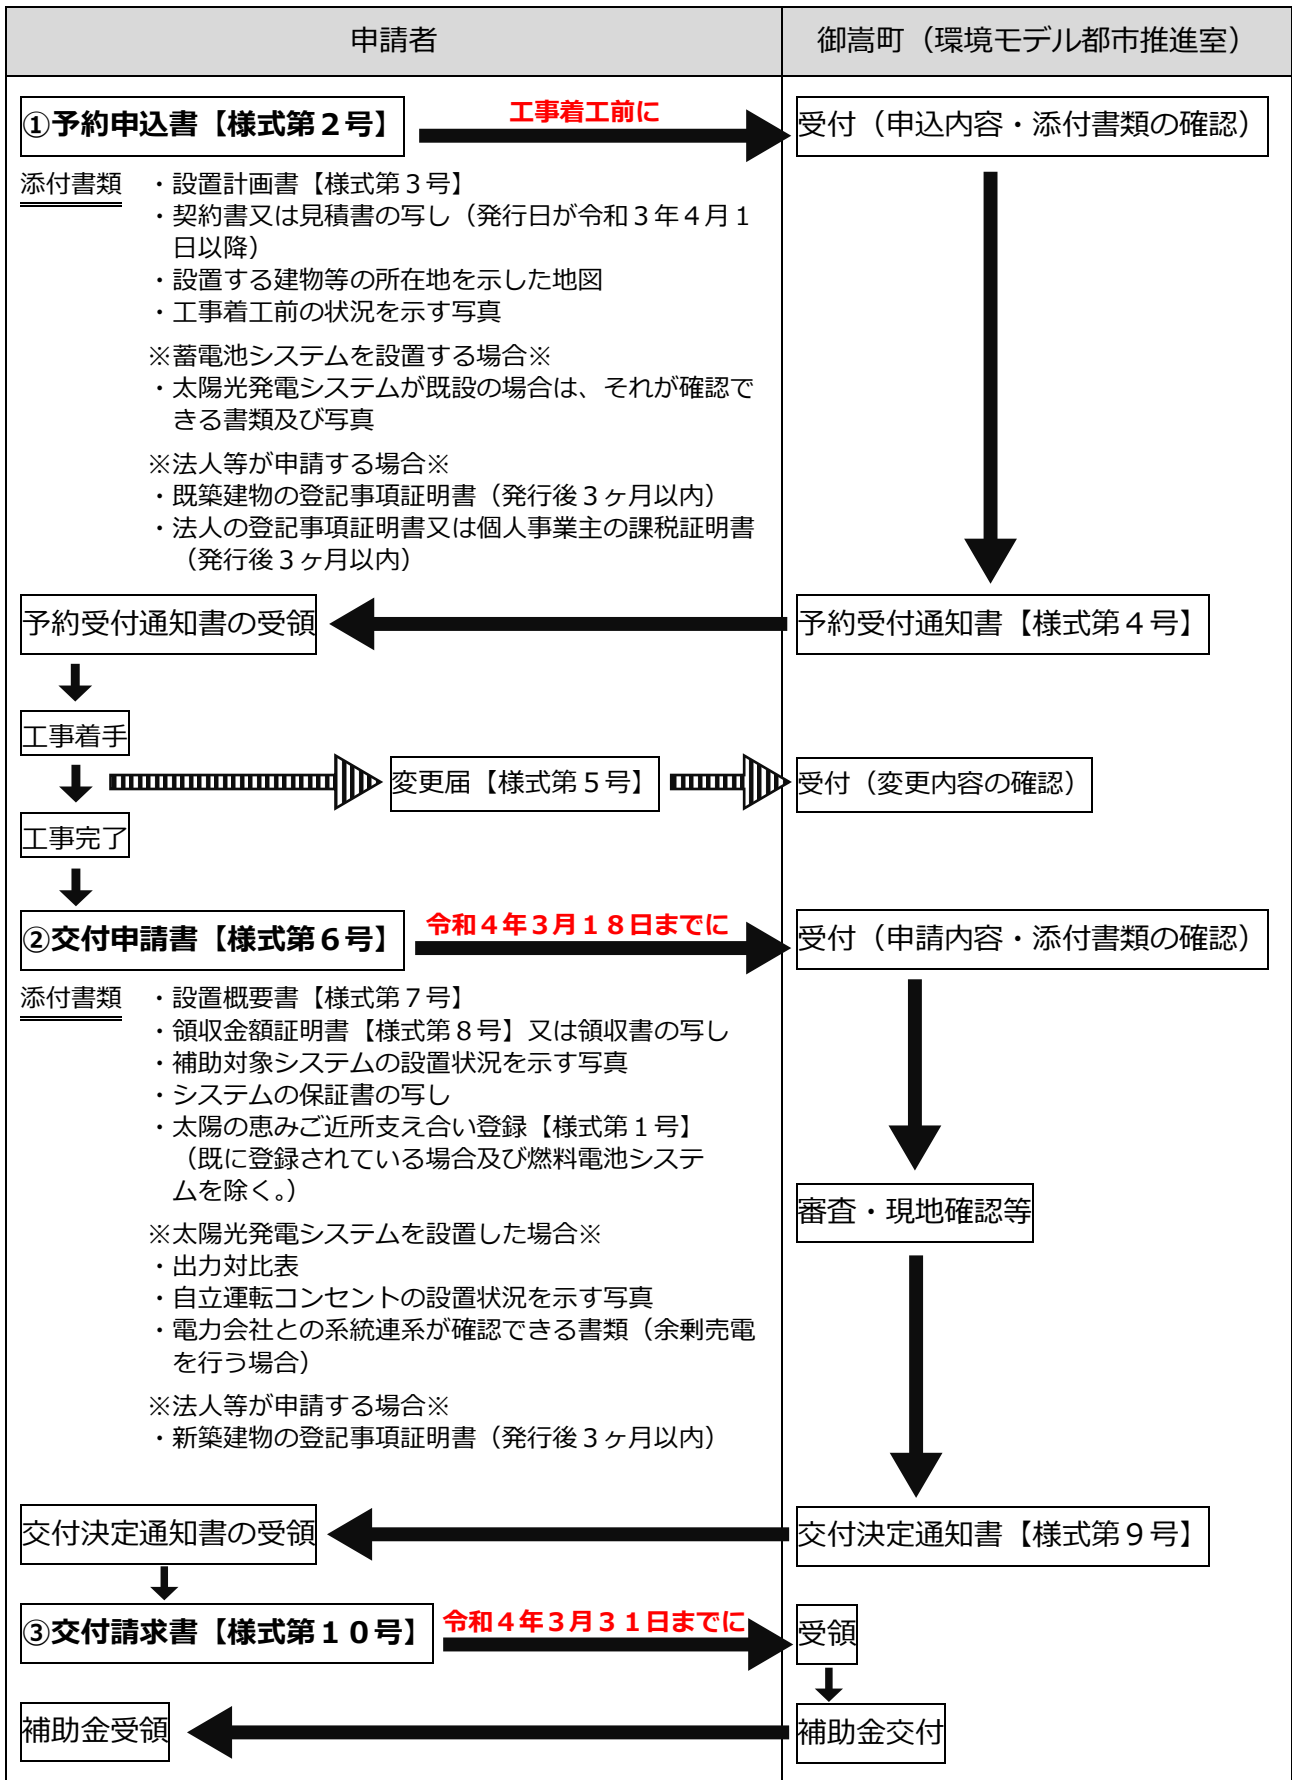 申請者
御嵩町（環境モデル都市推進室）
①予約申込書【様式第２号】
工事着工前に
受付（申込内容・添付書類の確認）
添付書類
・設置計画書【様式第３号】
・契約書又は見積書の写し（発行日が令和３年４月１
日以降）
・設置する建物等の所在地を示した地図
・工事着工前の状況を示す写真
※蓄電池システムを設置する場合※
・太陽光発電システムが既設の場合は、それが確認で
きる書類及び写真
※法人等が申請する場合※
・既築建物の登記事項証明書（発行後３ヶ月以内）
・法人の登記事項証明書又は個人事業主の課税証明書
（発行後３ヶ月以内）
予約受付通知書の受領
予約受付通知書【様式第４号】
工事着手
変更届【様式第５号】
受付（変更内容の確認）
工事完了
②交付申請書【様式第６号】
令和４年３月１８日までに
受付（申請内容・添付書類の確認）
添付書類
・設置概要書【様式第７号】
・領収金額証明書【様式第８号】又は領収書の写し
・補助対象システムの設置状況を示す写真
・システムの保証書の写し
・太陽の恵みご近所支え合い登録【様式第１号】
（既に登録されている場合及び燃料電池システ
ムを除く。）
審査・現地確認等
※太陽光発電システムを設置した場合※
・出力対比表
・自立運転コンセントの設置状況を示す写真
・電力会社との系統連系が確認できる書類（余剰売電
を行う場合）
※法人等が申請する場合※
・新築建物の登記事項証明書（発行後３ヶ月以内）
交付決定通知書の受領
交付決定通知書【様式第９号】
③交付請求書【様式第１０号】
令和４年３月３１日までに
受領
補助金受領
補助金交付